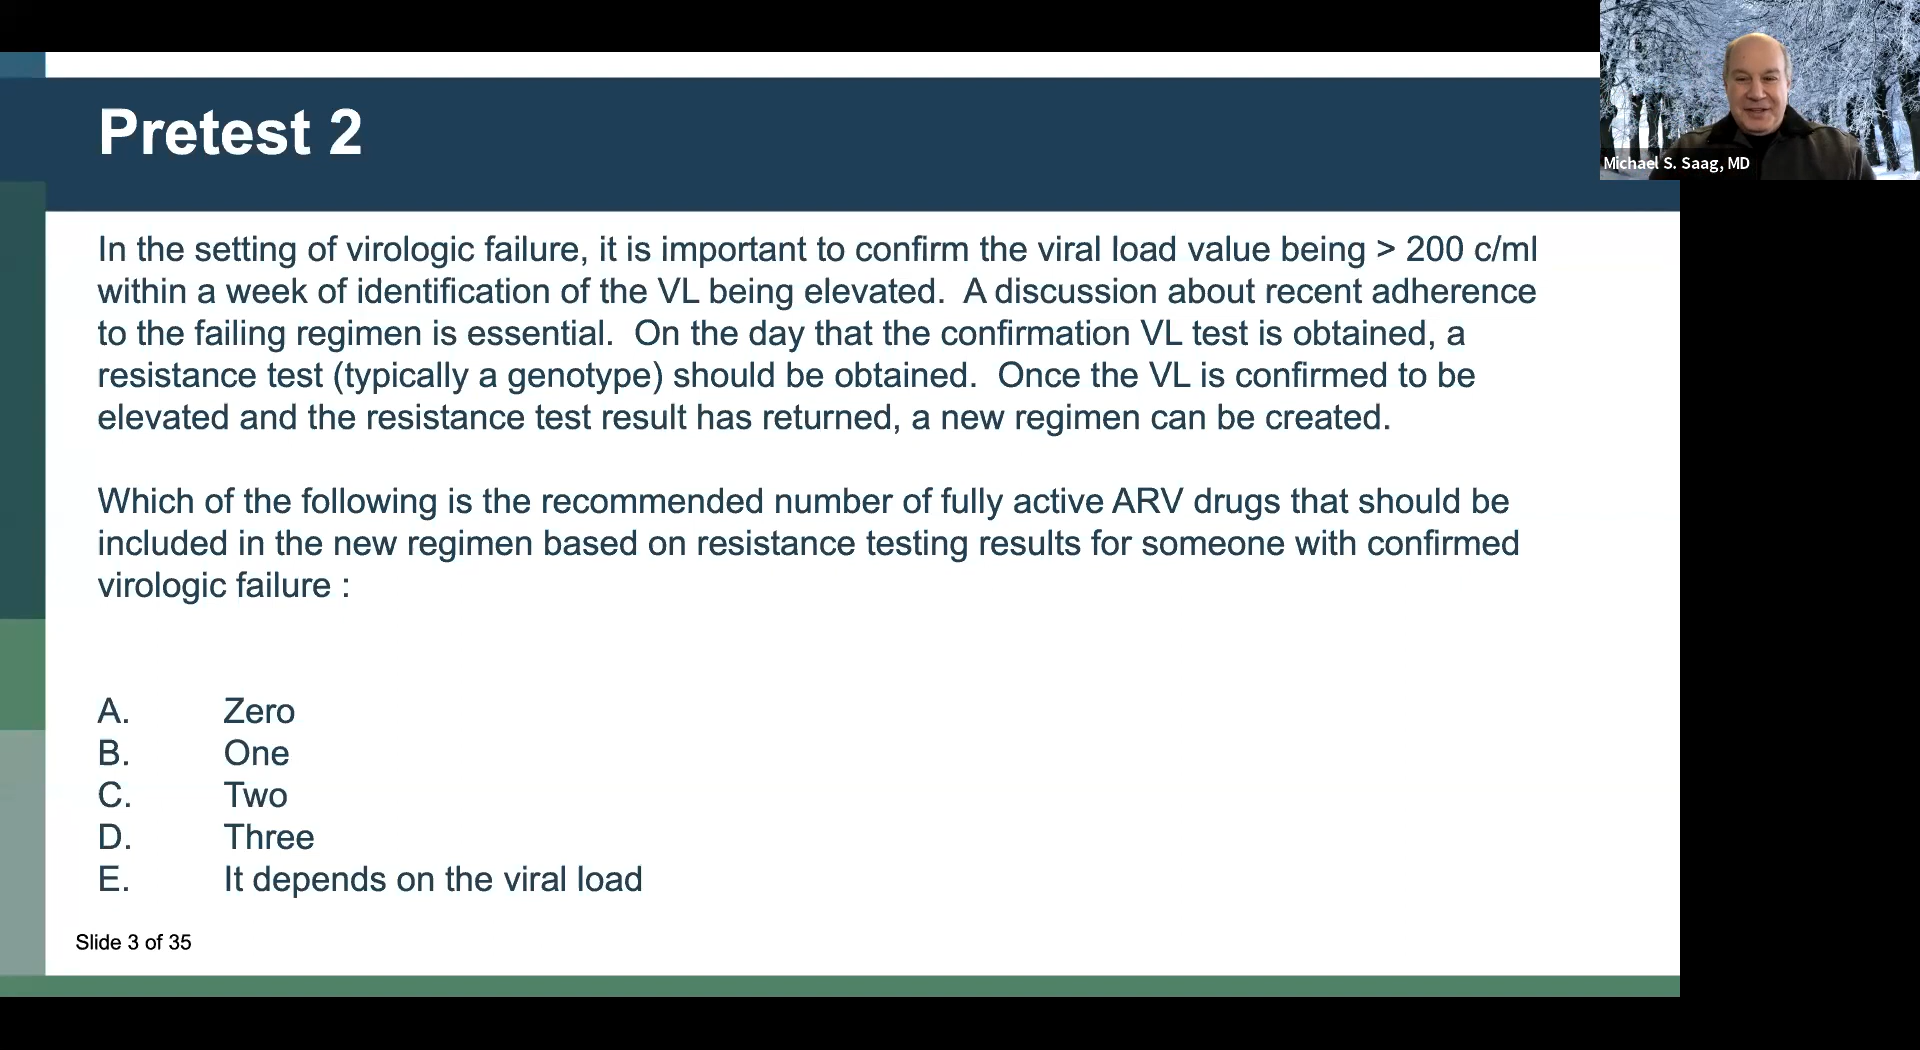 Pretest 2
Michael S. Saag, MD
In the setting of virologic failure, it is important to confirm the viral load value being > 200 c/ml
within a week of identification of the VL being elevated.  A discussion about recent adherence
to the failing regimen is essential.  On the day that the confirmation VL test is obtained, a
resistance test (typically a genotype) should be obtained.  Once the VL is confirmed to be
elevated and the resistance test result has returned, a new regimen can be created.
Which of the following is the recommended number of fully active ARV drugs that should be
included in the new regimen based on resistance testing results for someone with confirmed
virologic failure :
A. Zero
B. One
C. Two
D. Three
E. It depends on the viral load
Slide 3 of 35